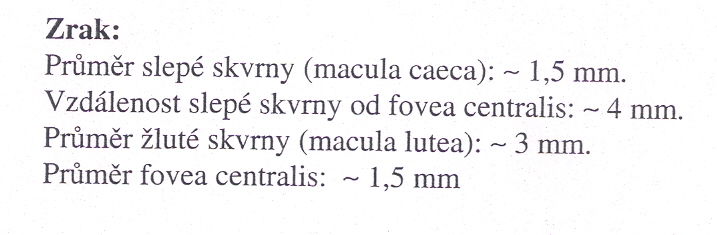 Zrak:
Průměr slepé skvrny (macula caeca): ~ 1,5 mm.
Vzdálenost slepé skvrny od fovea centralis: ~ 4 mm.
Průměr žluté skvrny (macula lutea): ~ 3 mm.
Průměr fovea centralis:  ~ 1,5 mm